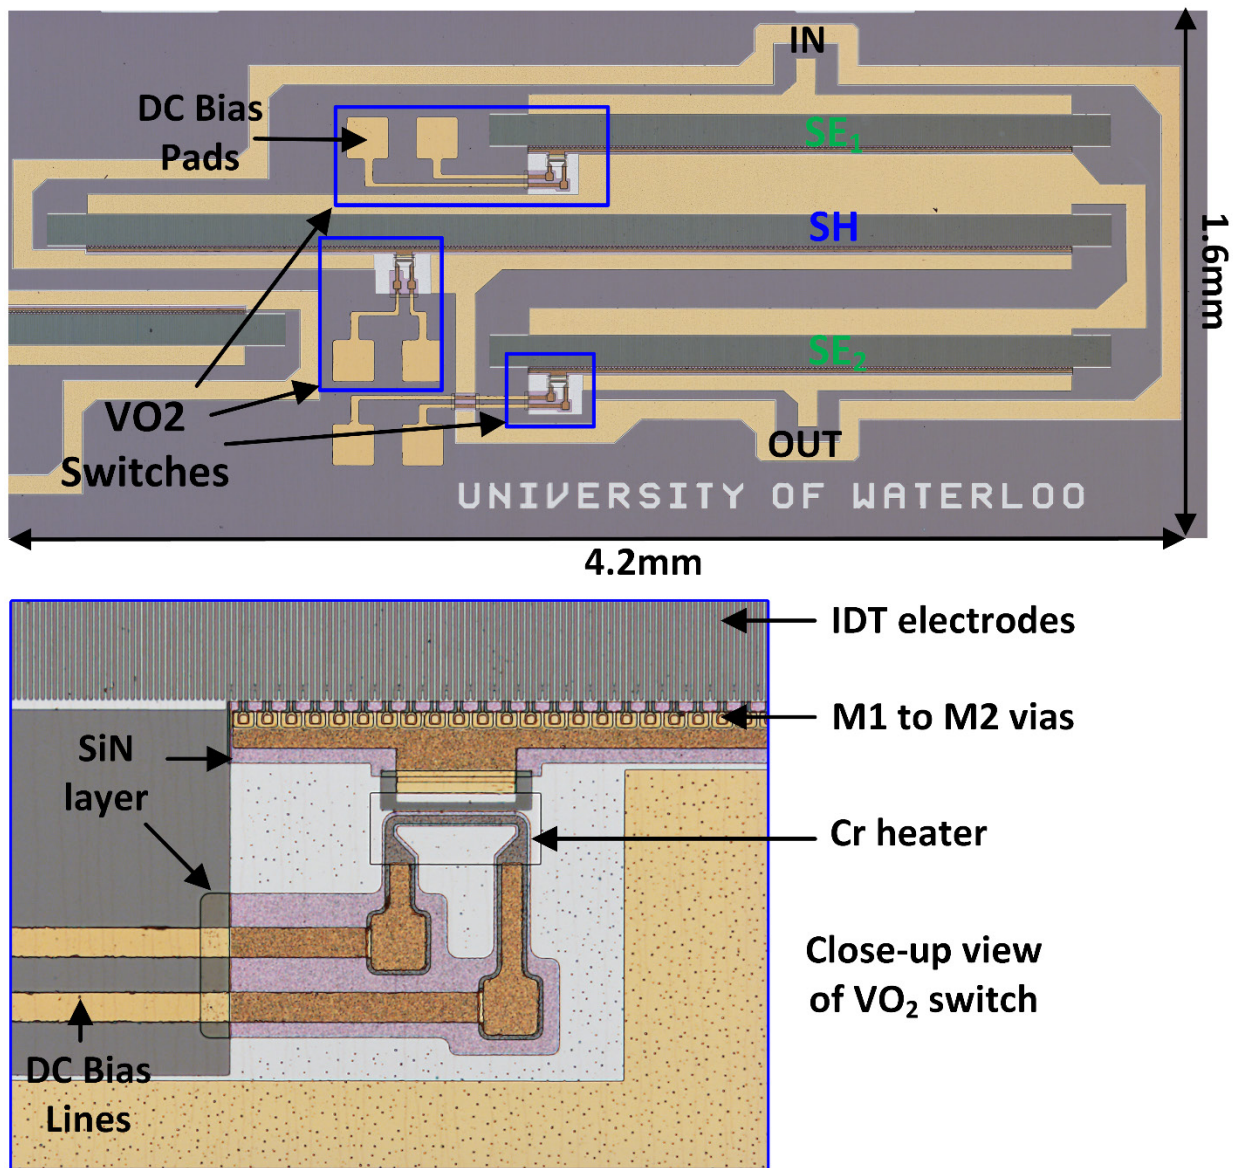 IN
DC Bias
Pads
SE₁
SH
1.6mm
SE₂
VO2
Switches
OUT
UNIVERSITY OF WATERLOO
4.2mm
IDT electrodes
M1 to M2 vias
SiN
layer
Cr heater
Close-up view
of VO₂ switch
DC Bias
Lines